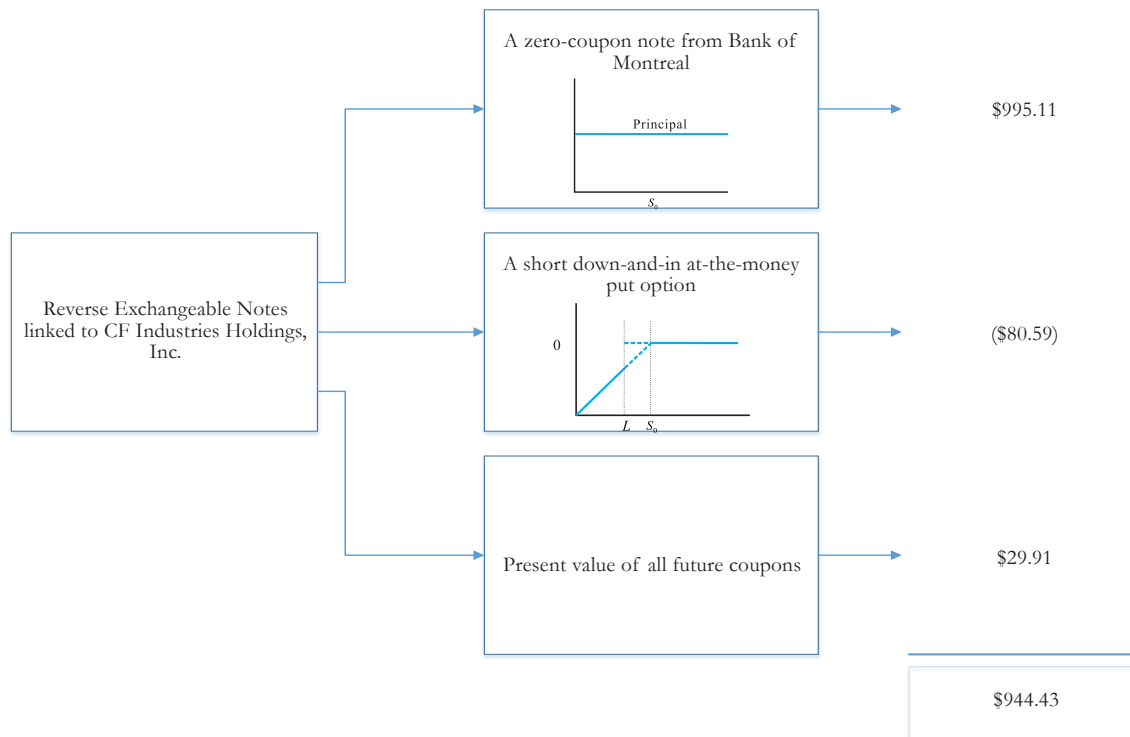 A zero-coupon note from Bank of
Montreal
Principal
S₀
$995.11
Reverse Exchangeable Notes
linked to CF Industries Holdings,
Inc.
A short down-and-in at-the-money
put option
0
L S₀
($80.59)
Present value of all future coupons
$29.91
$944.43